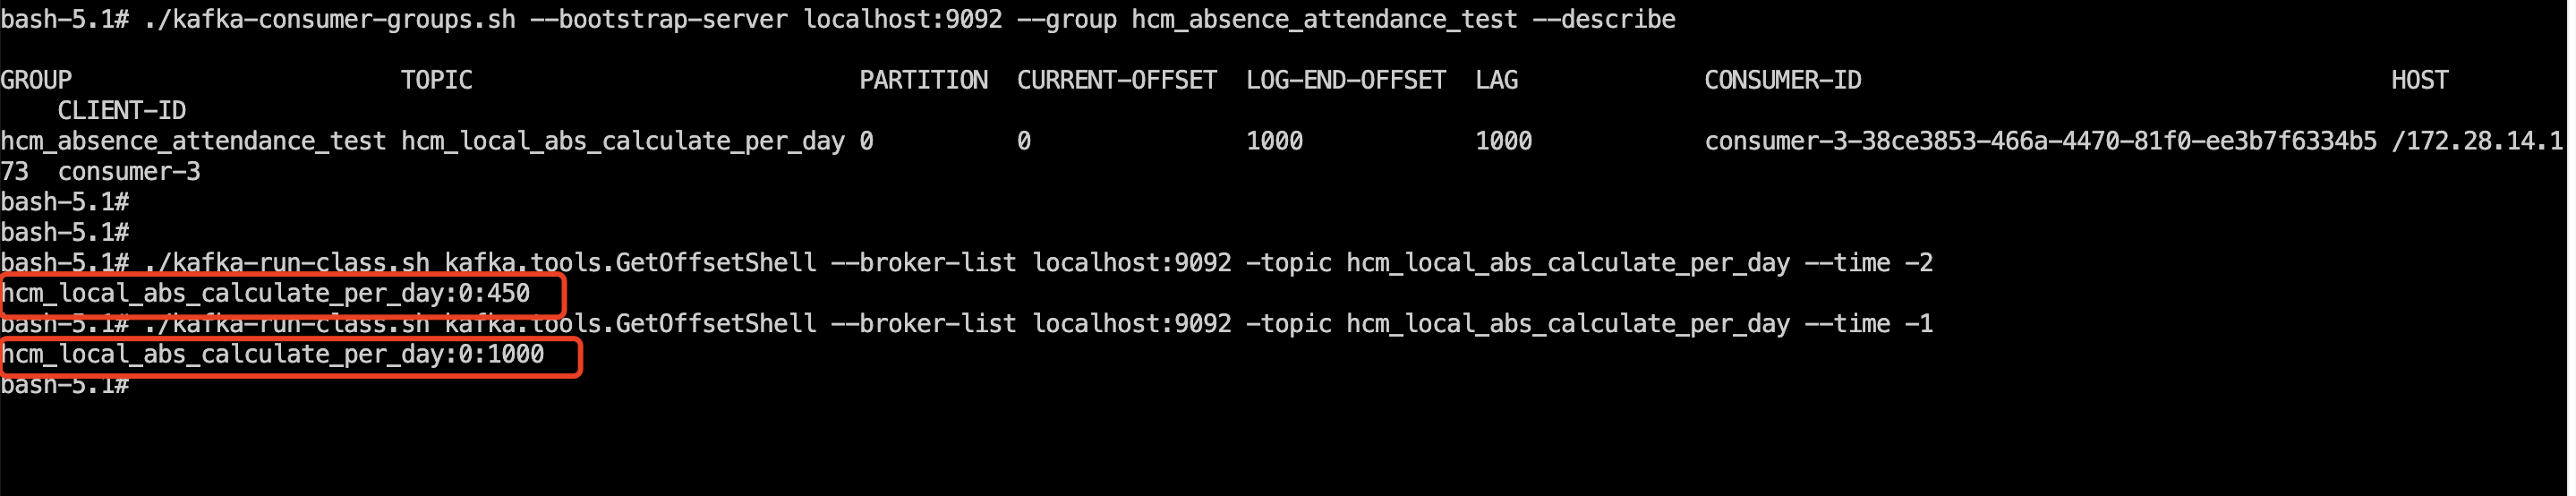 bash-5.1# ./kafka-consumer-groups.sh --bootstrap-server localhost:9092 --group hcm_absence_attendance_test --describe
GROUP                       TOPIC                           PARTITION  CURRENT-OFFSET  LOG-END-OFFSET  LAG             CONSUMER-ID                                     HOST
    CLIENT-ID
hcm_absence_attendance_test hcm_local_abs_calculate_per_day 0          0               1000            1000            consumer-3-38ce3853-466a-4470-81f0-ee3b7f6334b5 /172.28.14.1
73  consumer-3
bash-5.1#
bash-5.1#
bash-5.1# ./kafka-run-class.sh kafka.tools.GetOffsetShell --broker-list localhost:9092 -topic hcm_local_abs_calculate_per_day --time -2
hcm_local_abs_calculate_per_day:0:450
bash-5.1# ./kafka-run-class.sh kafka.tools.GetOffsetShell --broker-list localhost:9092 -topic hcm_local_abs_calculate_per_day --time -1
hcm_local_abs_calculate_per_day:0:1000
bash-5.1#